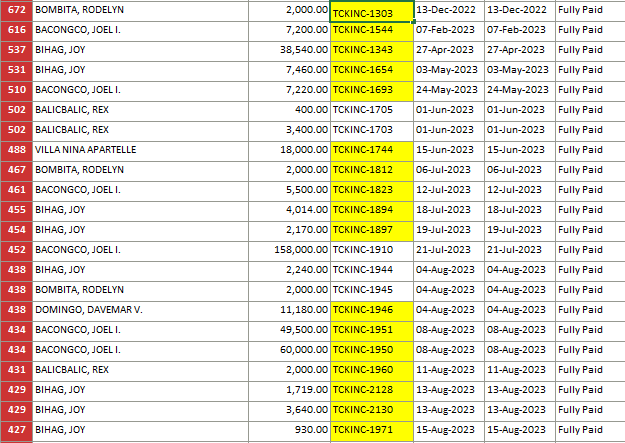 672 BOMBITA, RODELYN 2,000.00 TCKINC-1303 13-Dec-2022 13-Dec-2022 Fully Paid
616 BACONGCO, JOEL I. 7,200.00 TCKINC-1544 07-Feb-2023 07-Feb-2023 Fully Paid
537 BIHAG, JOY 38,540.00 TCKINC-1343 27-Apr-2023 27-Apr-2023 Fully Paid
531 BIHAG, JOY 7,460.00 TCKINC-1654 03-May-2023 03-May-2023 Fully Paid
510 BACONGCO, JOEL I. 7,220.00 TCKINC-1693 24-May-2023 24-May-2023 Fully Paid
502 BALICBALIC, REX 400.00 TCKINC-1705 01-Jun-2023 01-Jun-2023 Fully Paid
502 BALICBALIC, REX 3,400.00 TCKINC-1703 01-Jun-2023 01-Jun-2023 Fully Paid
488 VILLA NINA APARTELLE 18,000.00 TCKINC-1744 15-Jun-2023 15-Jun-2023 Fully Paid
467 BOMBITA, RODELYN 2,000.00 TCKINC-1812 06-Jul-2023 06-Jul-2023 Fully Paid
461 BACONGCO, JOEL I. 5,500.00 TCKINC-1823 12-Jul-2023 12-Jul-2023 Fully Paid
455 BIHAG, JOY 4,014.00 TCKINC-1894 18-Jul-2023 18-Jul-2023 Fully Paid
454 BIHAG, JOY 2,170.00 TCKINC-1897 19-Jul-2023 19-Jul-2023 Fully Paid
452 BACONGCO, JOEL I. 158,000.00 TCKINC-1910 21-Jul-2023 21-Jul-2023 Fully Paid
438 BIHAG, JOY 2,240.00 TCKINC-1944 04-Aug-2023 04-Aug-2023 Fully Paid
438 BOMBITA, RODELYN 2,000.00 TCKINC-1945 04-Aug-2023 04-Aug-2023 Fully Paid
438 DOMINGO, DAVEMAR V. 11,180.00 TCKINC-1946 04-Aug-2023 04-Aug-2023 Fully Paid
434 BACONGCO, JOEL I. 49,500.00 TCKINC-1951 08-Aug-2023 08-Aug-2023 Fully Paid
434 BACONGCO, JOEL I. 60,000.00 TCKINC-1950 08-Aug-2023 08-Aug-2023 Fully Paid
431 BALICBALIC, REX 2,000.00 TCKINC-1960 11-Aug-2023 11-Aug-2023 Fully Paid
429 BIHAG, JOY 1,719.00 TCKINC-2128 13-Aug-2023 13-Aug-2023 Fully Paid
429 BIHAG, JOY 3,640.00 TCKINC-2130 13-Aug-2023 13-Aug-2023 Fully Paid
427 BIHAG, JOY 930.00 TCKINC-1971 15-Aug-2023 15-Aug-2023 Fully Paid